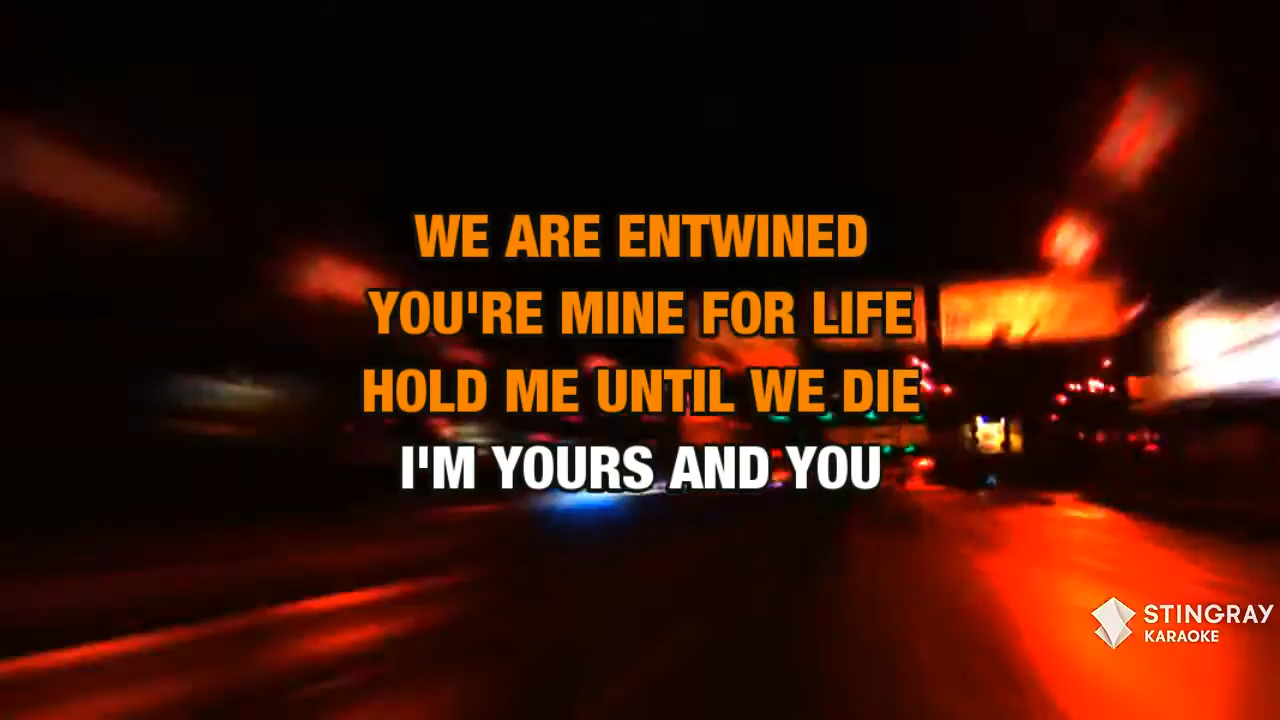 WE ARE ENTWINED
YOU'RE MINE FOR LIFE
HOLD ME UNTIL WE DIE
I'M YOURS AND YOU
STINGRAY
KARAOKE